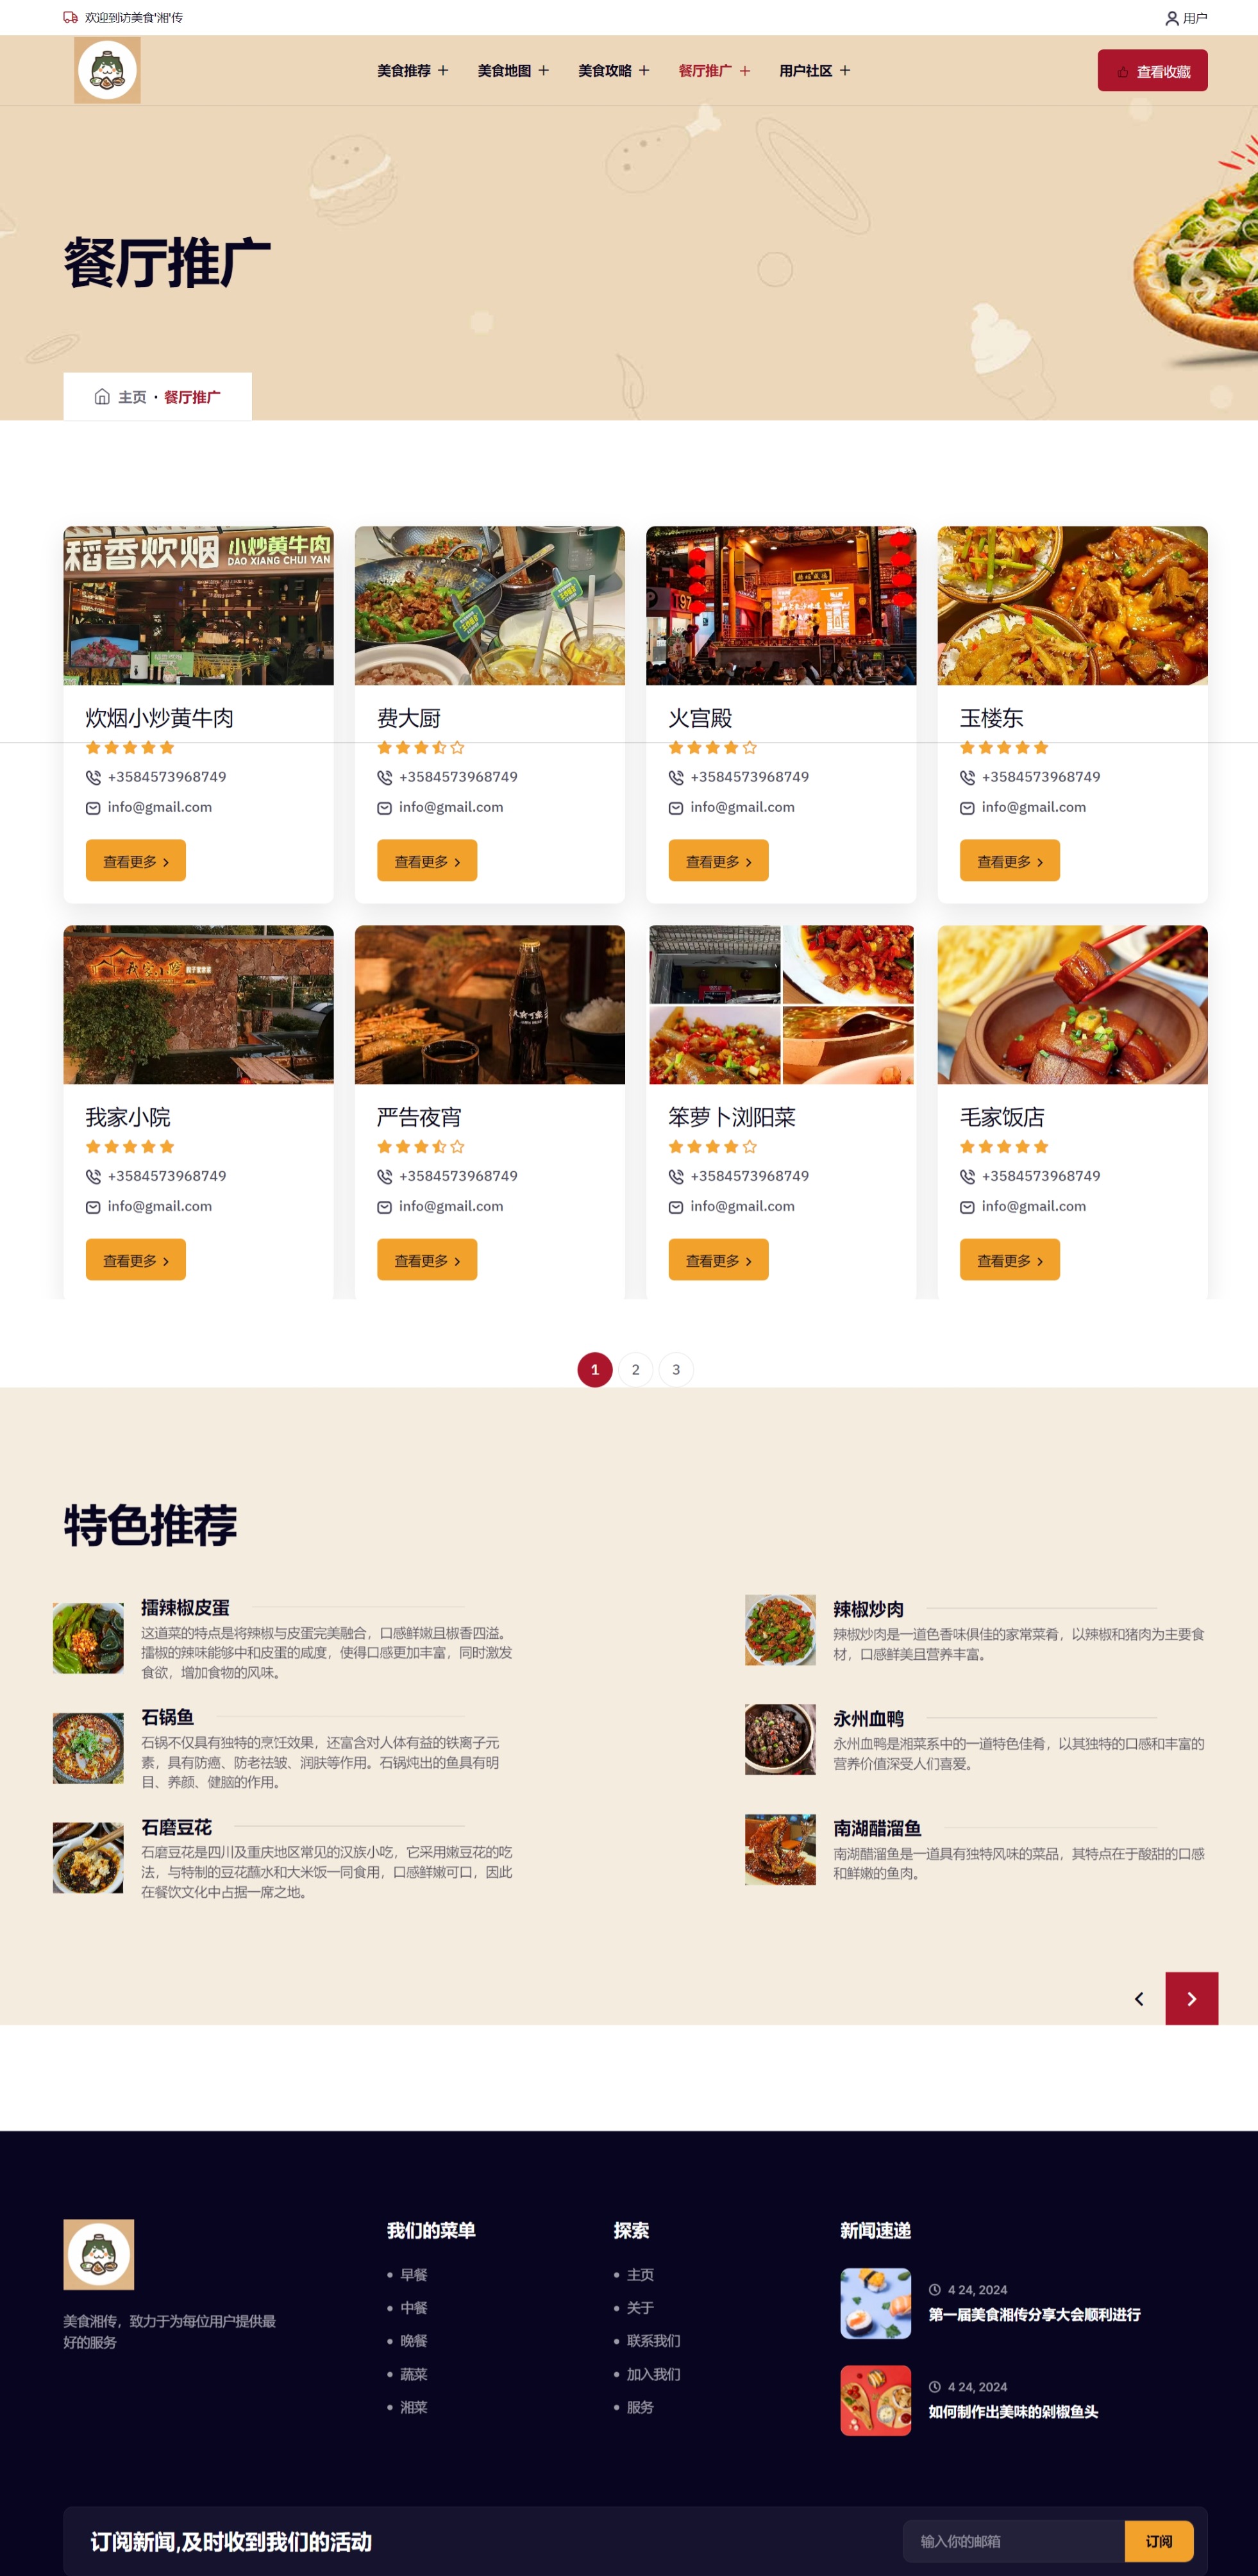 欢迎到访美食'湘'传
用户
美食推荐
美食地图
美食攻略
餐厅推广
用户社区
查看收藏
餐厅推广
主页 · 餐厅推广
稻香炊烟 小炒黄牛肉
DAO XIANG CHUI YAN
炊烟小炒黄牛肉
+3584573968749
info@gmail.com
查看更多
费大厨
+3584573968749
info@gmail.com
查看更多
火宫殿
+3584573968749
info@gmail.com
查看更多
玉楼东
+3584573968749
info@gmail.com
查看更多
我家小院
+3584573968749
info@gmail.com
查看更多
严告夜宵
+3584573968749
info@gmail.com
查看更多
笨萝卜浏阳菜
+3584573968749
info@gmail.com
查看更多
毛家饭店
+3584573968749
info@gmail.com
查看更多
1 2 3
特色推荐
擂辣椒皮蛋
这道菜的特点是将辣椒与皮蛋完美融合，口感鲜嫩且椒香四溢。
擂椒的辣味能够中和皮蛋的咸度，使得口感更加丰富，同时激发
食欲，增加食物的风味。
石锅鱼
石锅不仅具有独特的烹饪效果，还富含对人体有益的铁离子元
素，具有防癌、防老祛皱、润肤等作用。石锅炖出的鱼具有明
目、养颜、健脑的作用。
石磨豆花
石磨豆花是四川及重庆地区常见的汉族小吃，它采用嫩豆花的吃
法，与特制的豆花蘸水和大米饭一同食用，口感鲜嫩可口，因此
在餐饮文化中占据一席之地。
辣椒炒肉
辣椒炒肉是一道色香味俱佳的家常菜肴，以辣椒和猪肉为主要食
材，口感鲜美且营养丰富。
永州血鸭
永州血鸭是湘菜系中的一道特色佳肴，以其独特的口感和丰富的
营养价值深受人们喜爱。
南湖醋溜鱼
南湖醋溜鱼是一道具有独特风味的菜品，其特点在于酸甜的口感
和鲜嫩的鱼肉。
美食湘传，致力于为每位用户提供最
好的服务
我们的菜单
早餐
中餐
晚餐
蔬菜
湘菜
探索
主页
关于
联系我们
加入我们
服务
新闻速递
4 24, 2024
第一届美食湘传分享大会顺利进行
4 24, 2024
如何制作出美味的剁椒鱼头
订阅新闻,及时收到我们的活动
输入你的邮箱
订阅